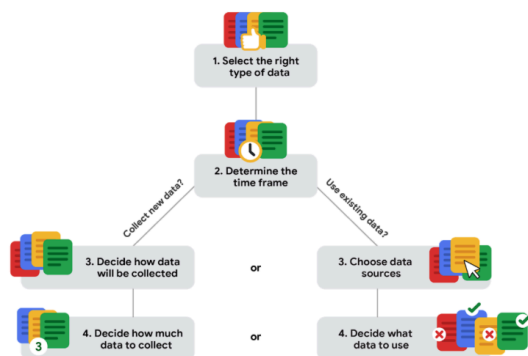 1. Select the right
type of data
2. Determine the
time frame
Collect new data?
Use existing data?
3. Decide how data
will be collected
or
3. Choose data
sources
3
4. Decide how much
data to collect
or
4. Decide what
data to use